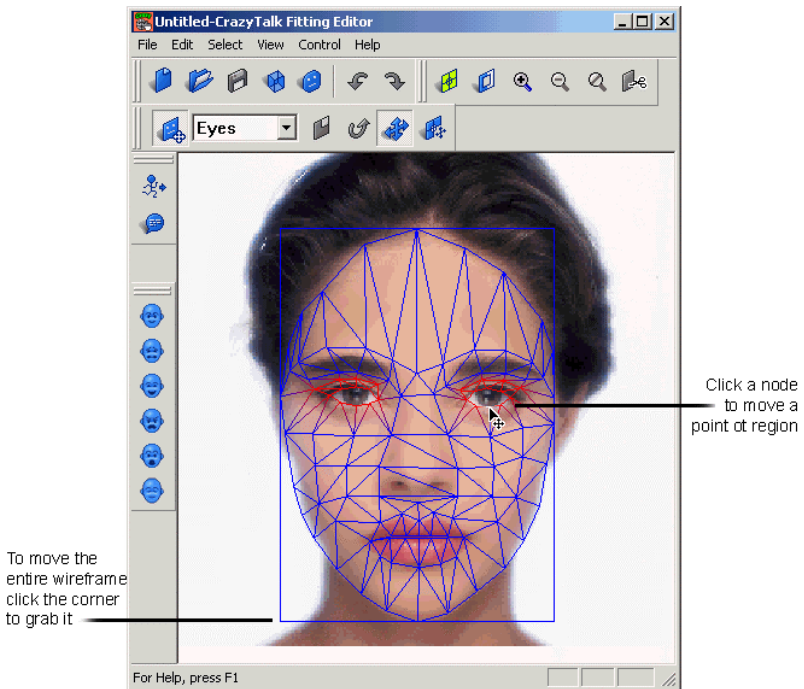 Untitled-CrazyTalk Fitting Editor
File Edit Select View Control Help
Eyes
Click a node
to move a
point ot region
To move the
entire wireframe
click the corner
to grab it
For Help, press F1